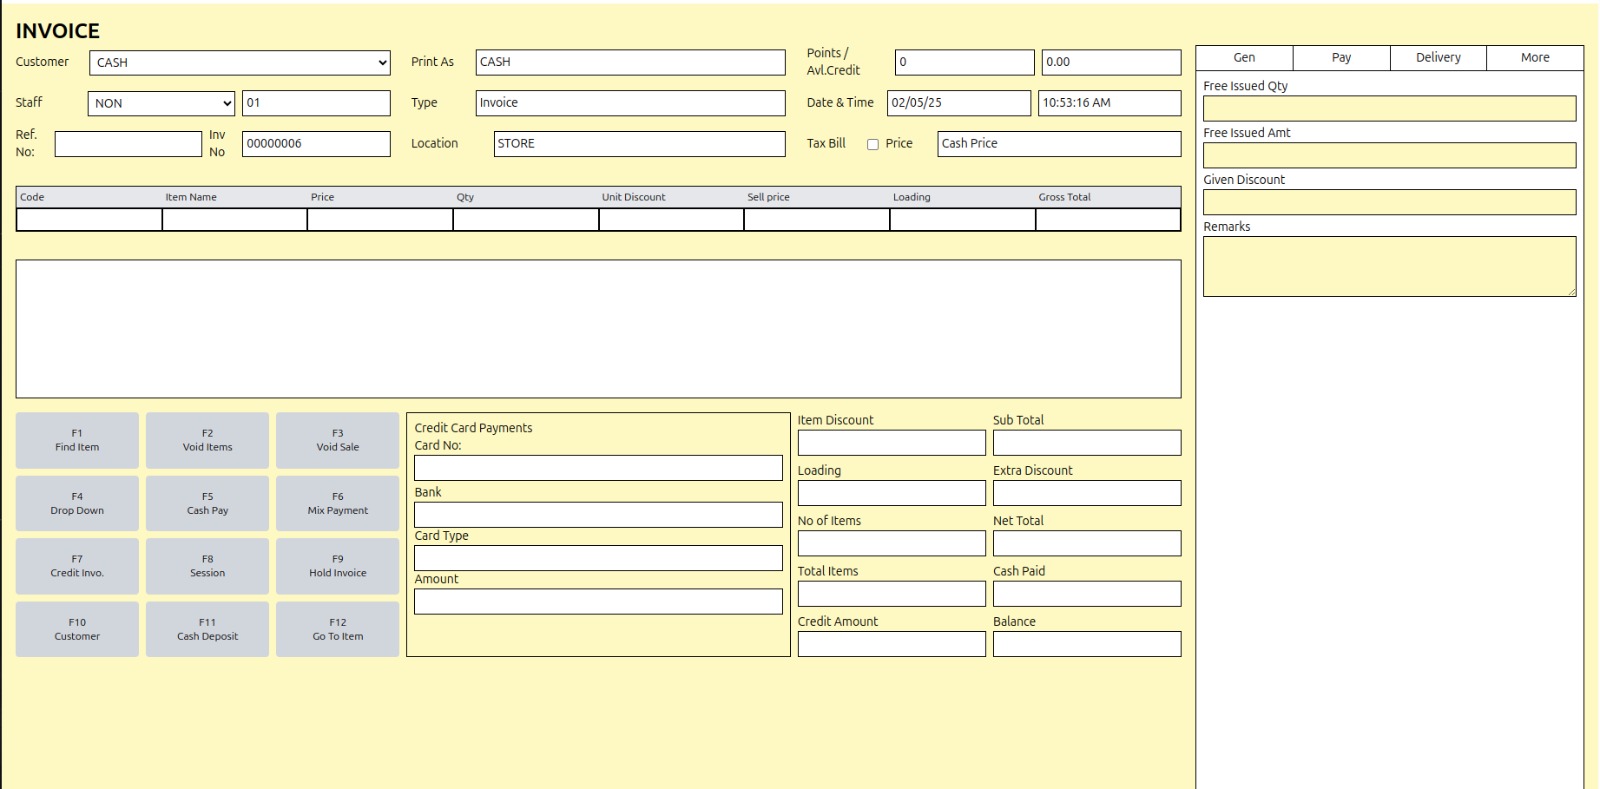 INVOICE
Customer CASH Print As CASH Points / Avl.Credit 0 0.00
Staff NON 01 Type Invoice Date & Time 02/05/25 10:53:16 AM
Ref. No: Inv No 00000006 Location STORE Tax Bill Price Cash Price
Code Item Name Price Qty Unit Discount Sell price Loading Gross Total
F1 Find Item
F2 Void Items
F3 Void Sale
F4 Drop Down
F5 Cash Pay
F6 Mix Payment
F7 Credit Invo.
F8 Session
F9 Hold Invoice
F10 Customer
F11 Cash Deposit
F12 Go To Item
Credit Card Payments
Card No:
Bank
Card Type
Amount
Item Discount Sub Total
Loading Extra Discount
No of Items Net Total
Total Items Cash Paid
Credit Amount Balance
Gen Pay Delivery More
Free Issued Qty
Free Issued Amt
Given Discount
Remarks